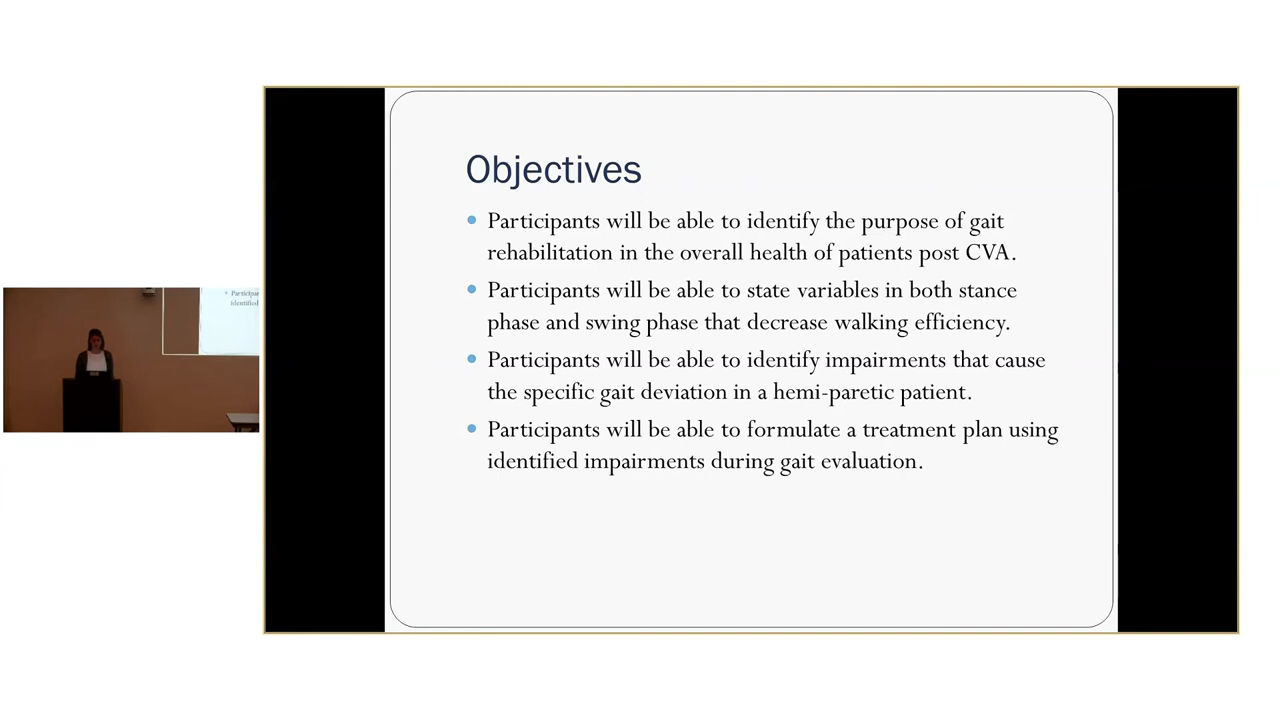 Objectives
• Participants will be able to identify the purpose of gait
rehabilitation in the overall health of patients post CVA.
• Participants will be able to state variables in both stance
phase and swing phase that decrease walking efficiency.
• Participants will be able to identify impairments that cause
the specific gait deviation in a hemi-paretic patient.
• Participants will be able to formulate a treatment plan using
identified impairments during gait evaluation.
• Participa
identified